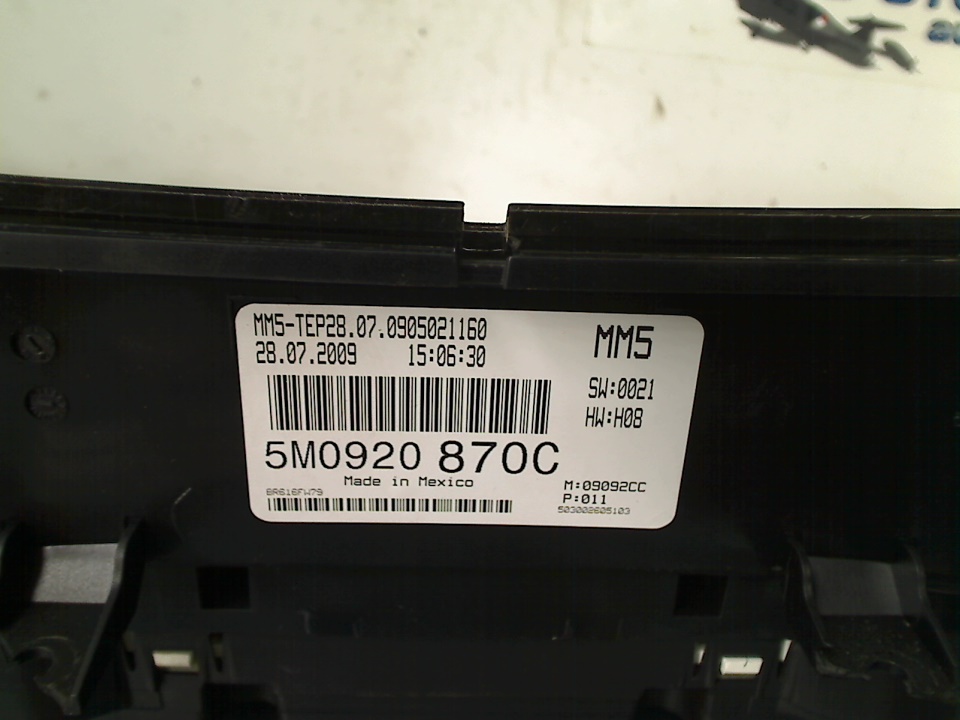 MM5-TEP28.07.0905021160
28.07.2009 15:06:30
MM5
SW:0021
HW:H08
5M0920 870C
Made in Mexico
BR616FW79
M:09092CC
P:011
503002605103